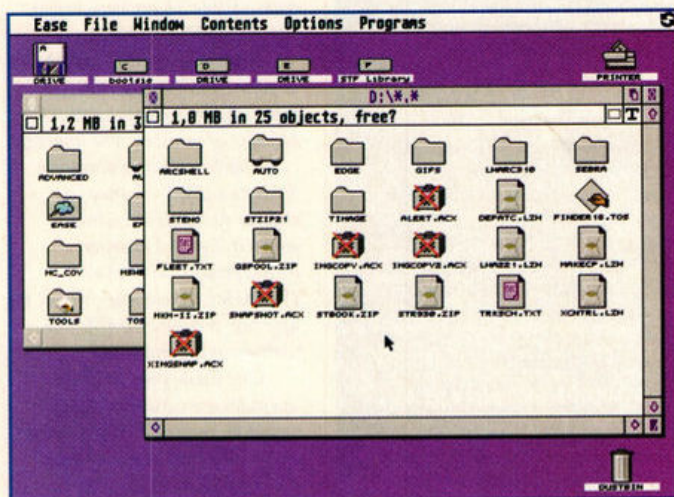 Ease File Window Contents Options Programs
A
C D E F
DRIVE bootsie DRIVE DRIVE STF Library PRINTER
D:\*.*
1,2 MB in 3
1,0 MB in 25 objects, free?
T
ADVANCED
EASE
MC_COV
TOOLS
ARCSHELL AUTO EDGE GIFS LHARC310 SEBRA
STENO STZIP21 TIMAGE ALERT.ACX DEPATC.LZH FINDER10.TOS
FLEET.TXT GSPOOL.ZIP IMGCOPY.ACX IMGCOPY2.ACX LHA221.LZH MAKECP.LZH
MKM-II.ZIP SNAPSHOT.ACX STBOOK.ZIP STR930.ZIP TRKSCH.TXT XCNTRL.LZH
XIMGSNAP.ACX
DUSTBIN